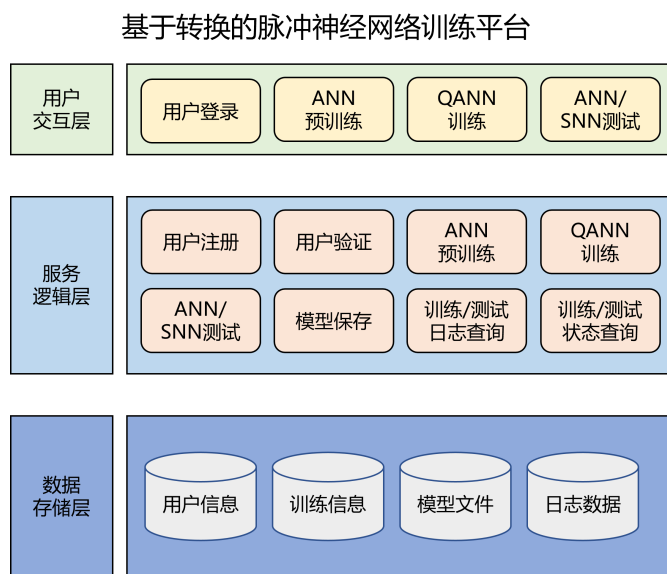 基于转换的脉冲神经网络训练平台
用户
交互层
用户登录
ANN
预训练
QANN
训练
ANN/
SNN测试
服务
逻辑层
用户注册
用户验证
ANN
预训练
QANN
训练
ANN/
SNN测试
模型保存
训练/测试
日志查询
训练/测试
状态查询
数据
存储层
用户信息
训练信息
模型文件
日志数据